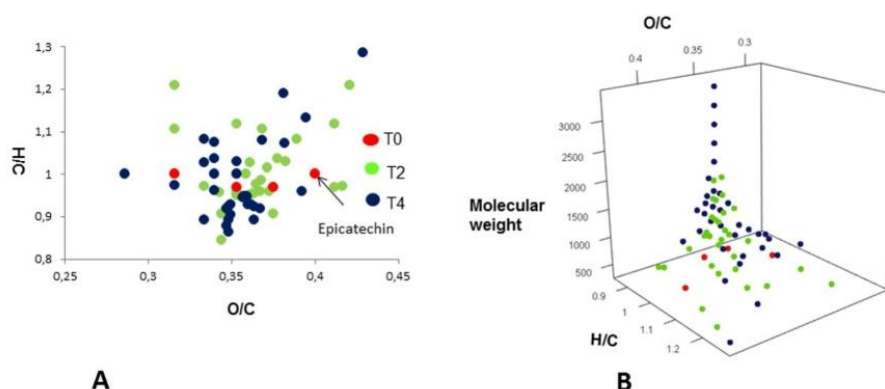 1,3
1,2
1,1
1
0,9
0,8
H/C
0,25
0,3
0,35
0,4
0,45
O/C
T0
T2
T4
Epicatechin
A
O/C
0.4
0.35
0.3
3000
2500
2000
1500
1000
500
Molecular
weight
0.9
1
1.1
1.2
H/C
B